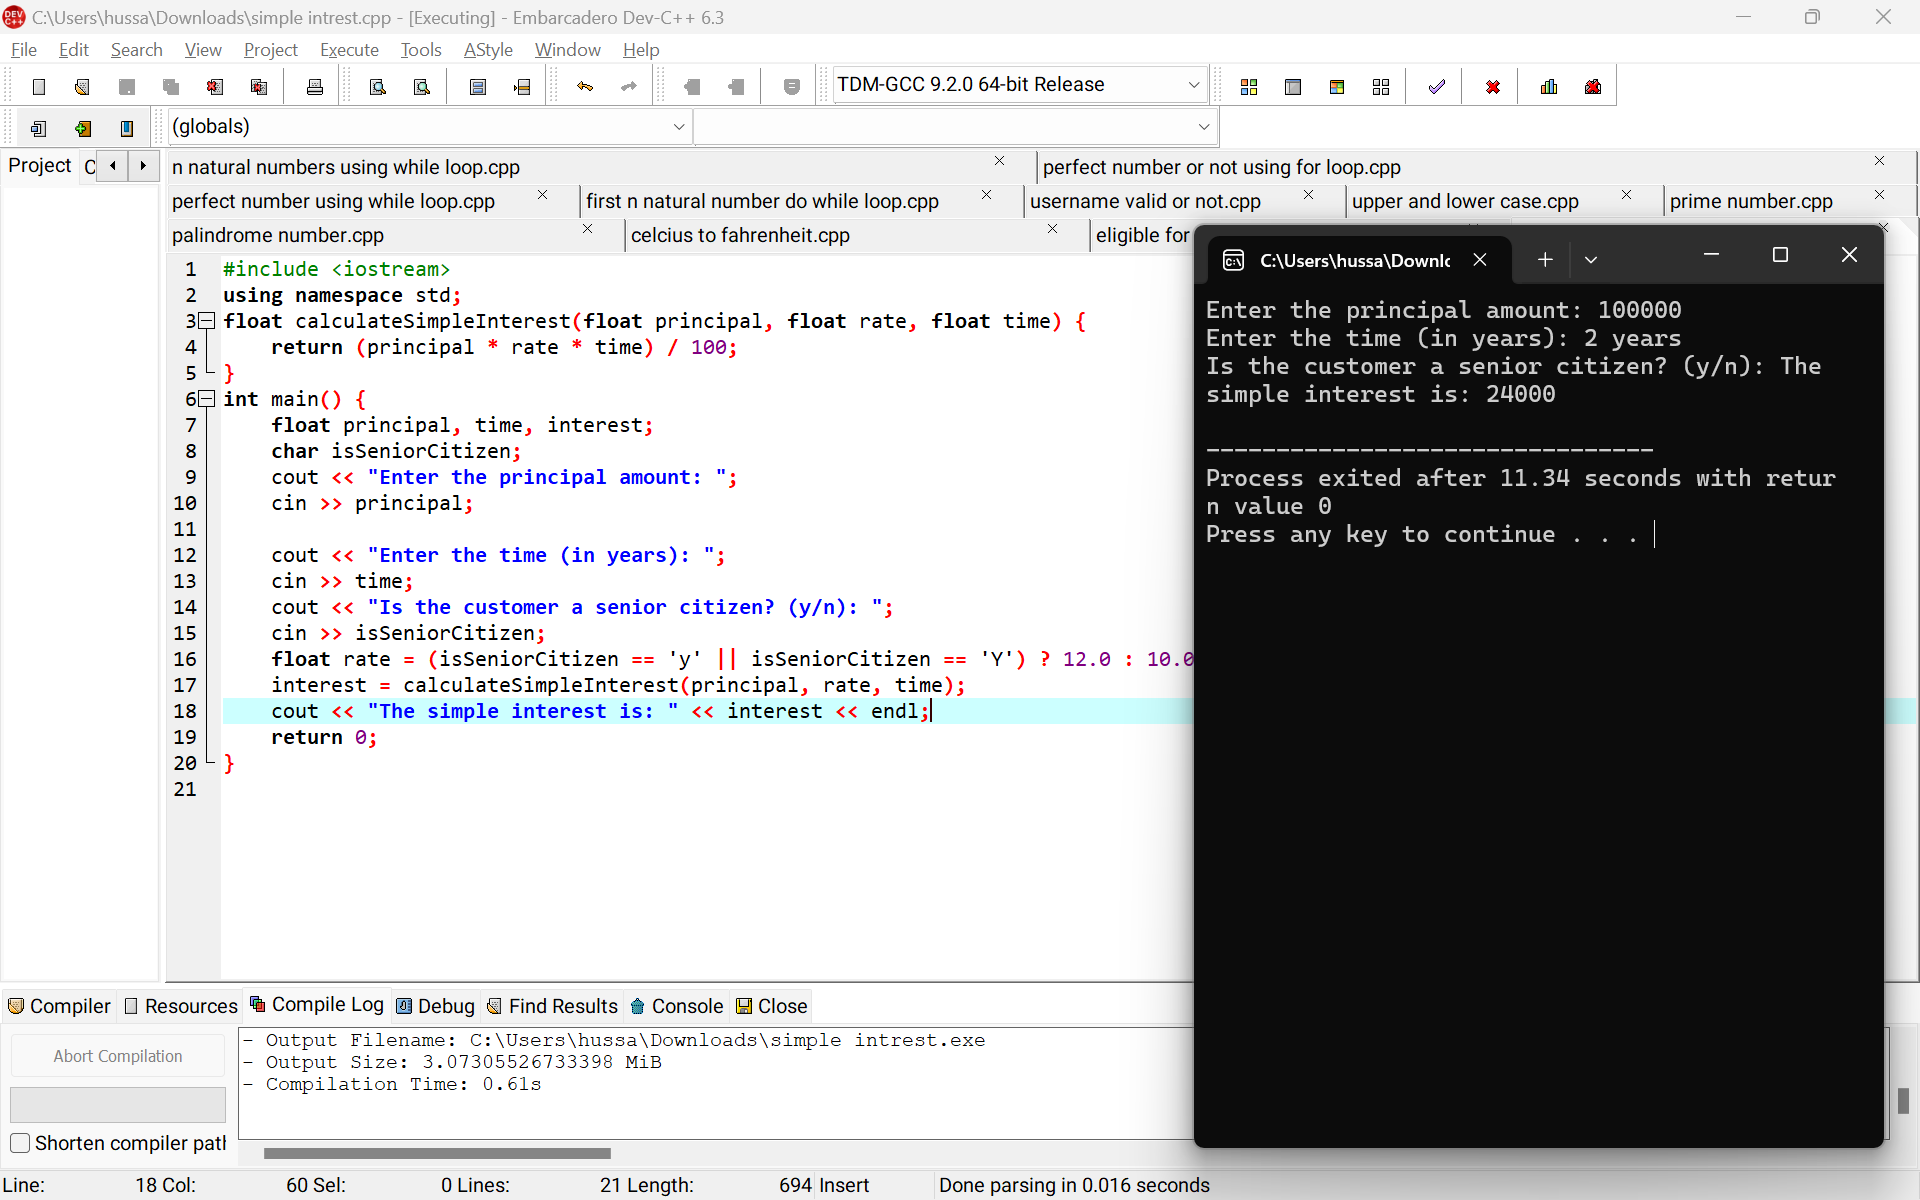 C:\Users\hussa\Downloads\simple intrest.cpp - [Executing] - Embarcadero Dev-C++ 6.3
File Edit Search View Project Execute Tools AStyle Window Help
TDM-GCC 9.2.0 64-bit Release
(globals)
Project
n natural numbers using while loop.cpp
perfect number or not using for loop.cpp
perfect number using while loop.cpp
first n natural number do while loop.cpp
username valid or not.cpp
upper and lower case.cpp
prime number.cpp
palindrome number.cpp
celcius to fahrenheit.cpp
eligible for
1 #include <iostream>
2 using namespace std;
3 float calculateSimpleInterest(float principal, float rate, float time) {
4 return (principal * rate * time) / 100;
5 }
6 int main() {
7 float principal, time, interest;
8 char isSeniorCitizen;
9 cout << "Enter the principal amount: ";
10 cin >> principal;
11
12 cout << "Enter the time (in years): ";
13 cin >> time;
14 cout << "Is the customer a senior citizen? (y/n): ";
15 cin >> isSeniorCitizen;
16 float rate = (isSeniorCitizen == 'y' || isSeniorCitizen == 'Y') ? 12.0 : 10.0
17 interest = calculateSimpleInterest(principal, rate, time);
18 cout << "The simple interest is: " << interest << endl;
19 return 0;
20 }
21
C:\Users\hussa\Downlo
Enter the principal amount: 100000
Enter the time (in years): 2 years
Is the customer a senior citizen? (y/n): The
simple interest is: 24000
--------------------------------
Process exited after 11.34 seconds with retur
n value 0
Press any key to continue . . .
Compiler Resources Compile Log Debug Find Results Console Close
Abort Compilation
Shorten compiler path
- Output Filename: C:\Users\hussa\Downloads\simple intrest.exe
- Output Size: 3.07305526733398 MiB
- Compilation Time: 0.61s
Line: 18 Col: 60 Sel: 0 Lines: 21 Length: 694 Insert Done parsing in 0.016 seconds